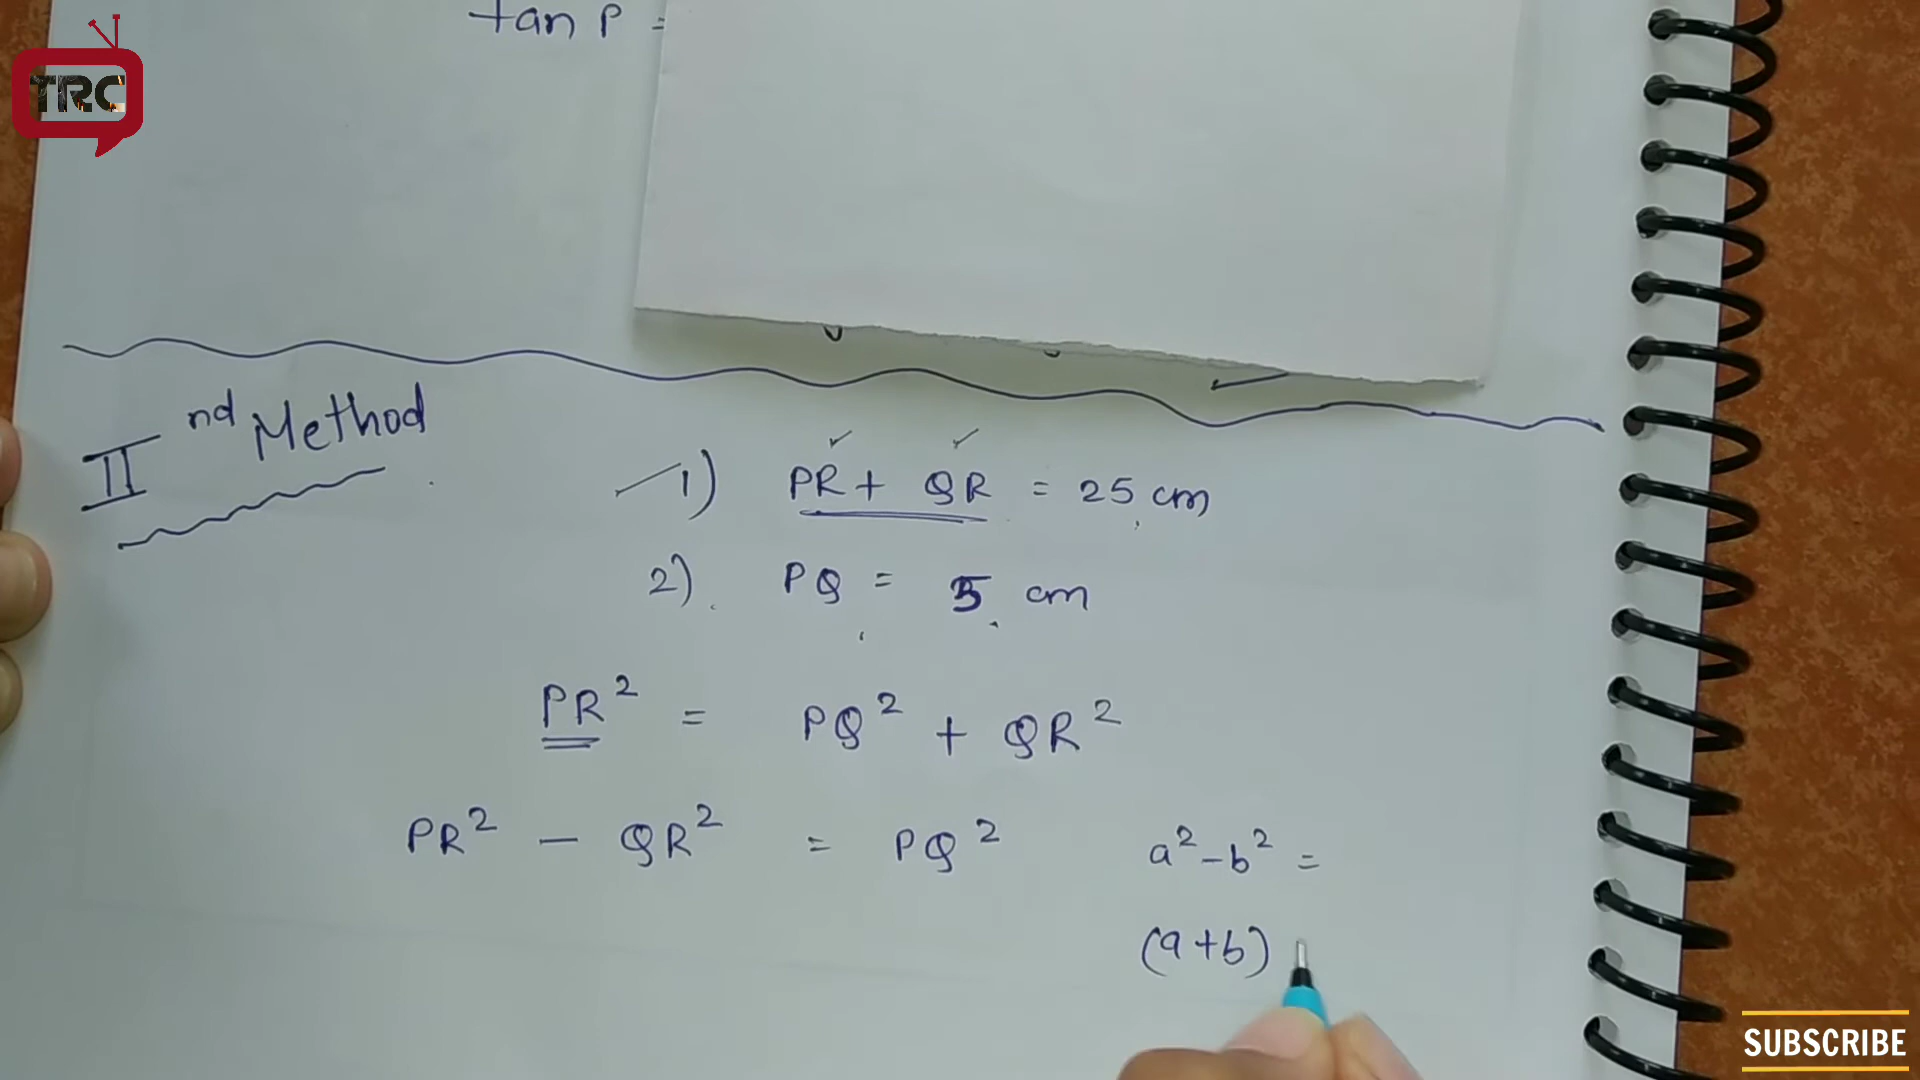 tan P =
TRC
II nd Method
1) PR + QR = 25 cm
2) PQ = 5 cm
PR² = PQ² + QR²
PR² - QR² = PQ²
a² - b² =
(a + b)
SUBSCRIBE